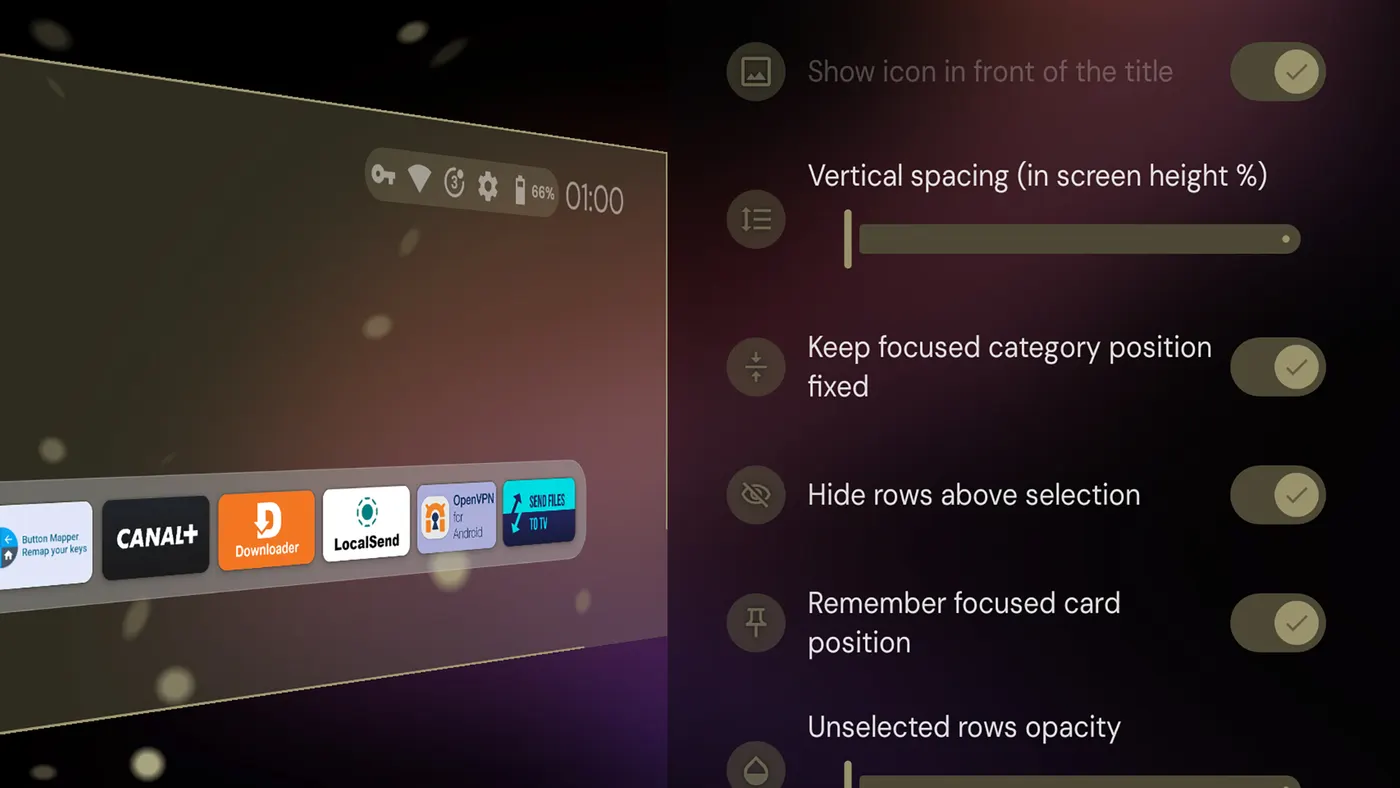 3
66%
01:00
Button Mapper
Remap your keys
CANAL+
Downloader
LocalSend
OpenVPN
for
Android
SEND FILES
TO TV
Show icon in front of the title
Vertical spacing (in screen height %)
Keep focused category position
fixed
Hide rows above selection
Remember focused card
position
Unselected rows opacity